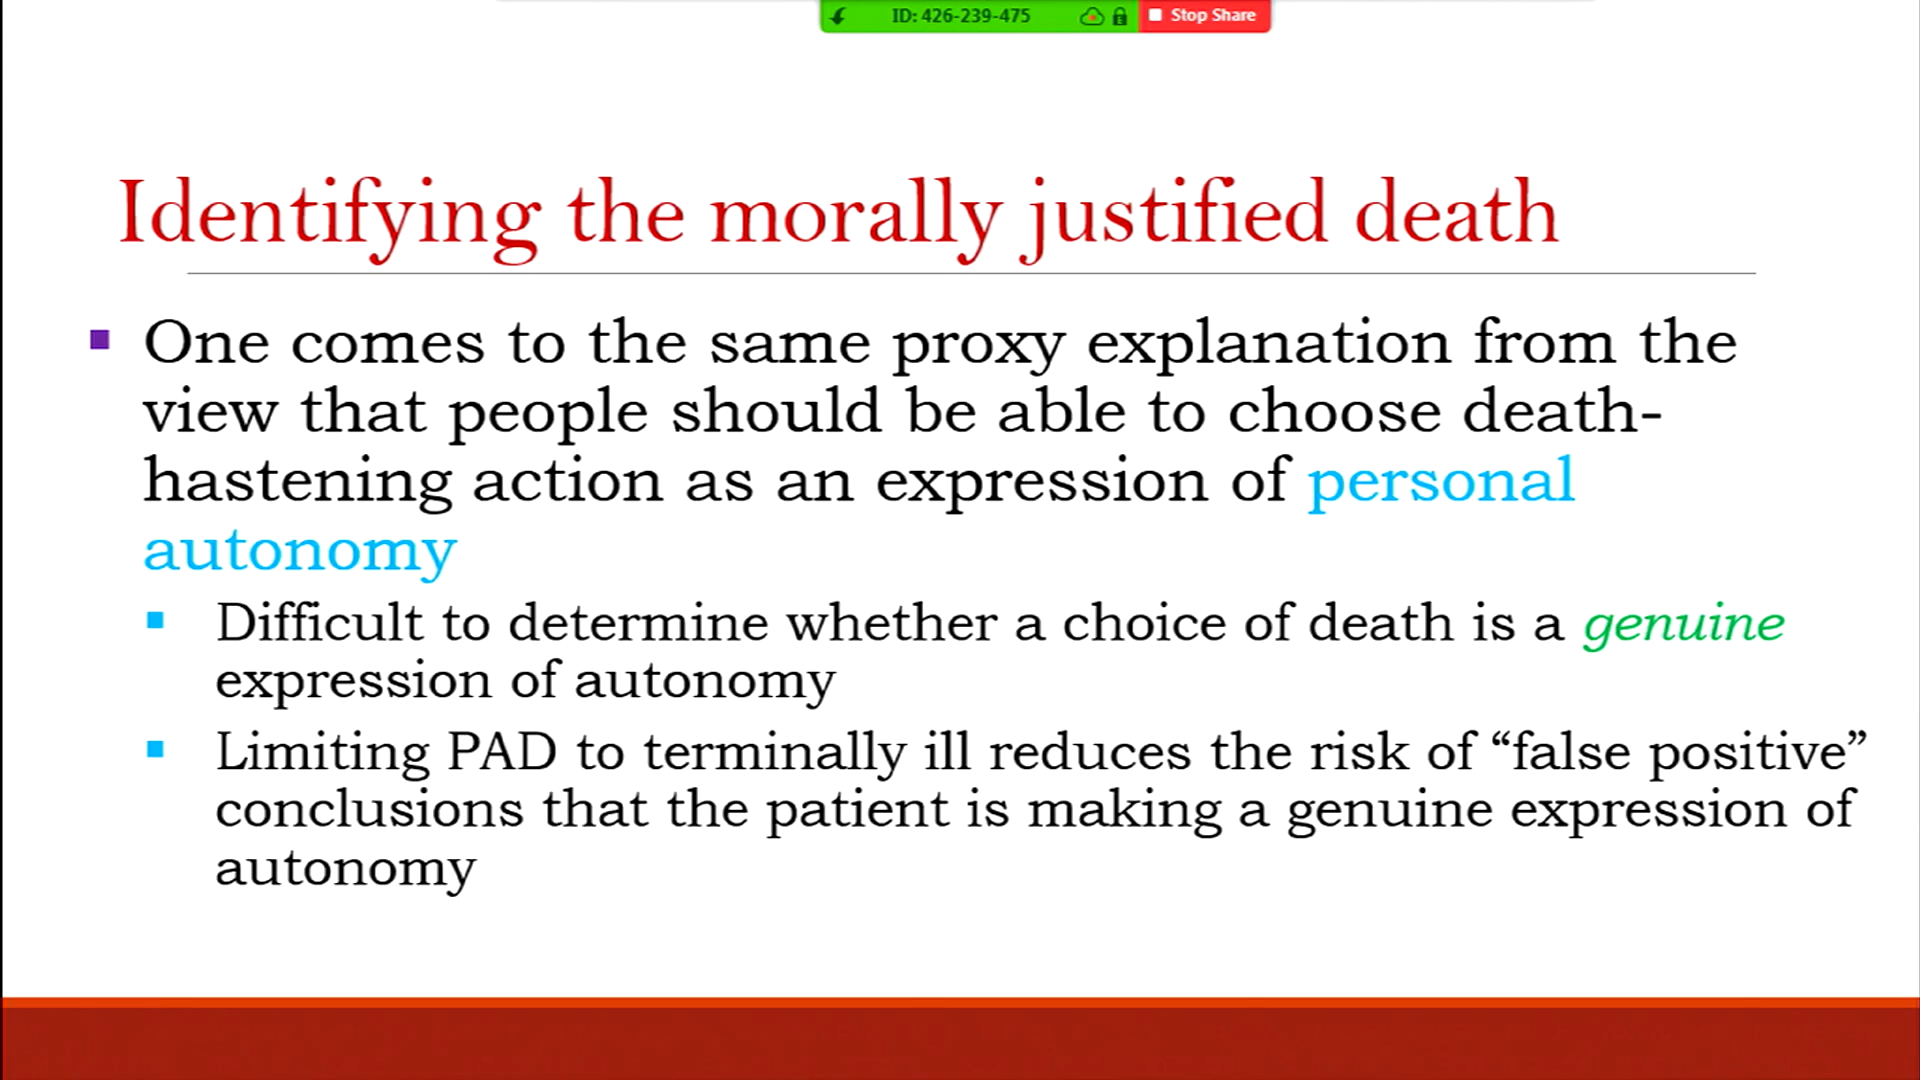 ID: 426-239-475 Stop Share
Identifying the morally justified death
One comes to the same proxy explanation from the
view that people should be able to choose death-
hastening action as an expression of personal
autonomy
Difficult to determine whether a choice of death is a genuine
expression of autonomy
Limiting PAD to terminally ill reduces the risk of “false positive”
conclusions that the patient is making a genuine expression of
autonomy